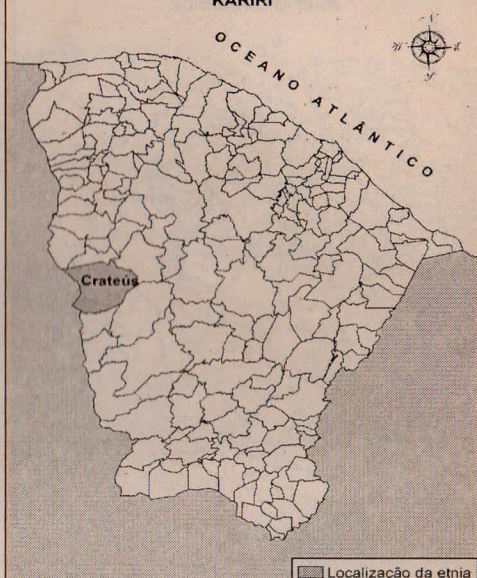 KARIRI
N
W E
S
OCEANO ATLÂNTICO
Crateús
Localização da etnia